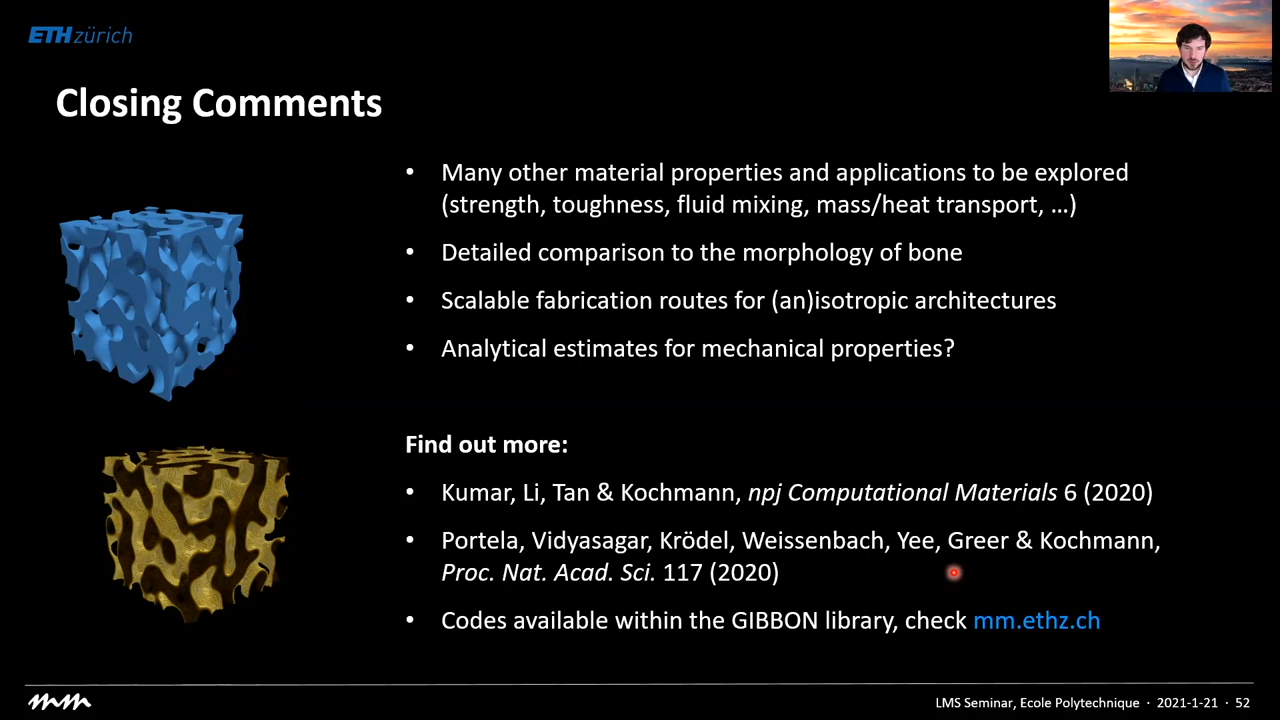 ETHzürich
Closing Comments
• Many other material properties and applications to be explored
(strength, toughness, fluid mixing, mass/heat transport, …)
• Detailed comparison to the morphology of bone
• Scalable fabrication routes for (an)isotropic architectures
• Analytical estimates for mechanical properties?
Find out more:
• Kumar, Li, Tan & Kochmann, npj Computational Materials 6 (2020)
• Portela, Vidyasagar, Krödel, Weissenbach, Yee, Greer & Kochmann,
Proc. Nat. Acad. Sci. 117 (2020)
• Codes available within the GIBBON library, check mm.ethz.ch
LMS Seminar, Ecole Polytechnique · 2021-1-21 · 52